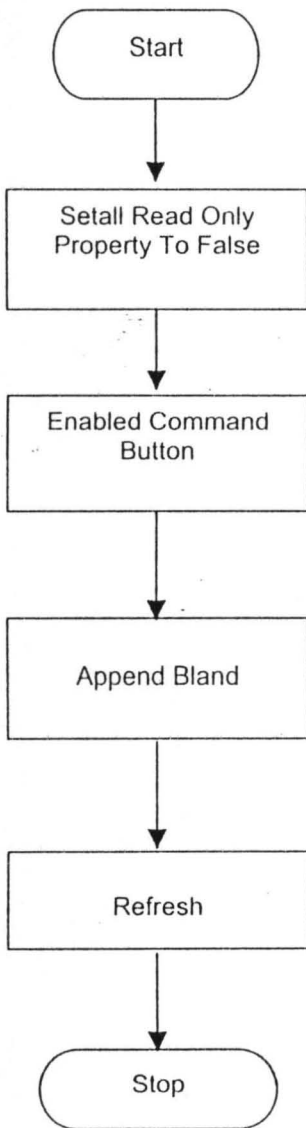 Start
Setall Read Only
Property To False
Enabled Command
Button
Append Bland
Refresh
Stop